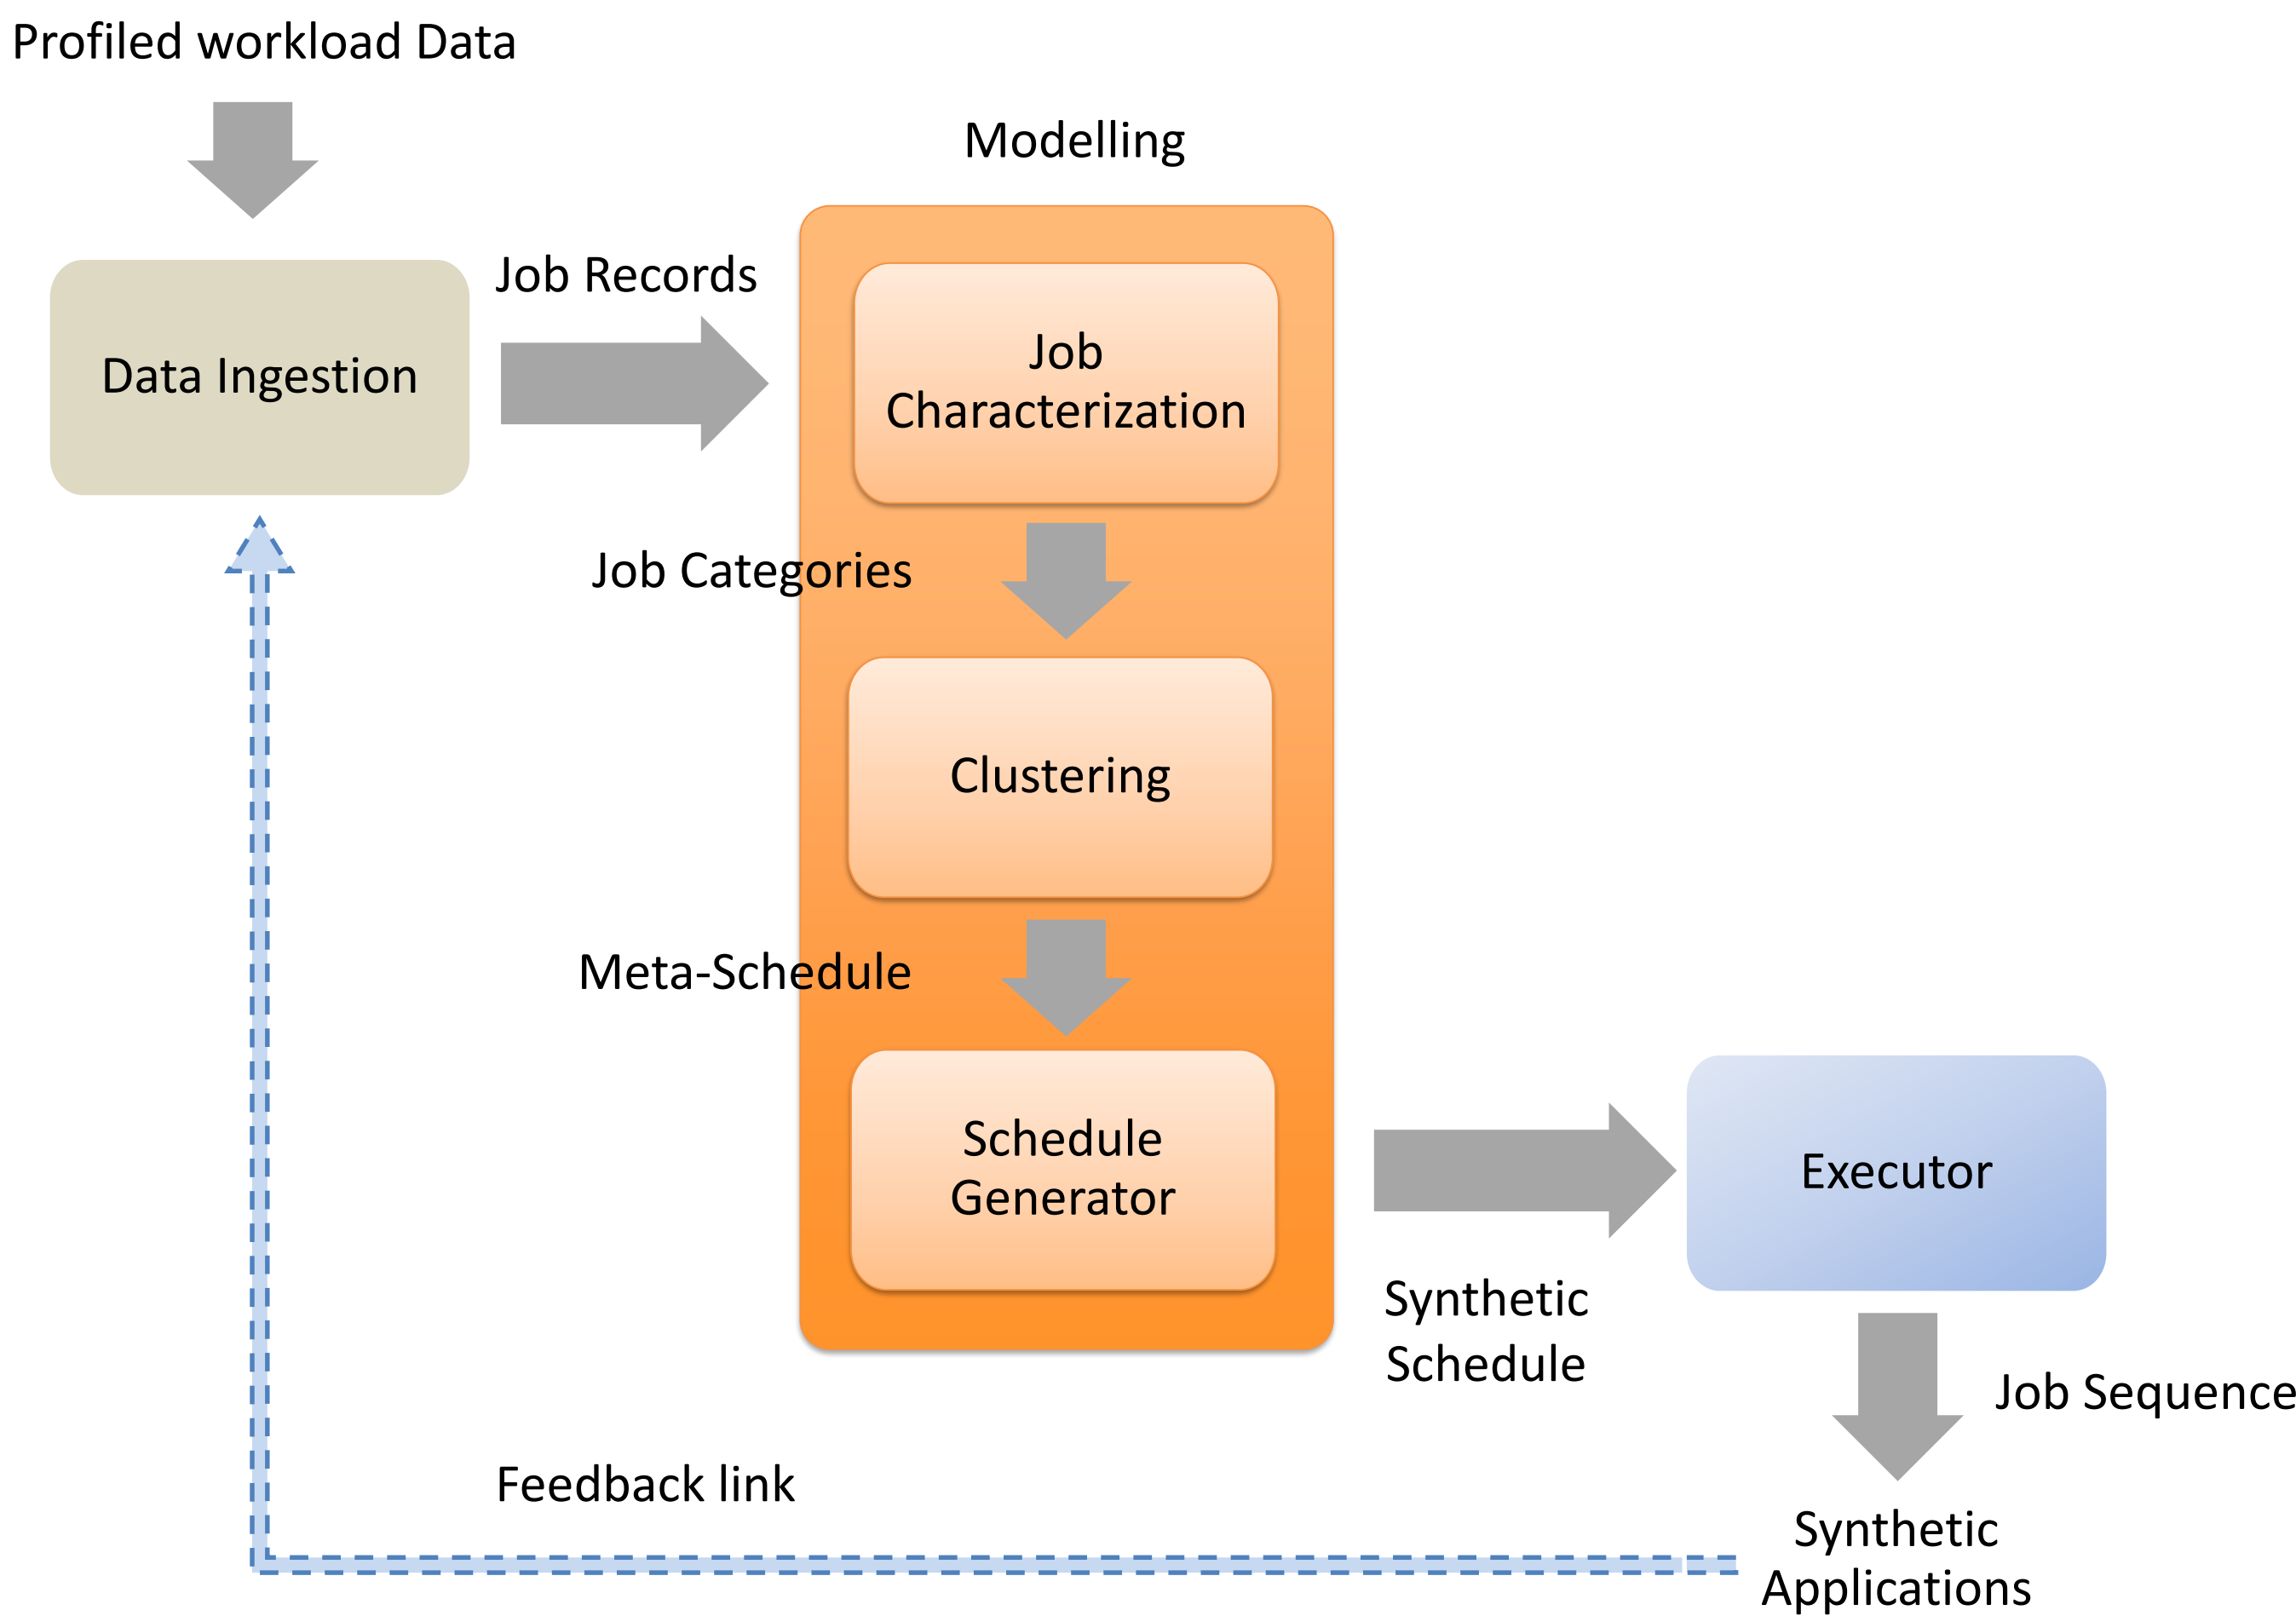 Profiled workload Data
Modelling
Job Records
Data Ingestion
Job
Characterization
Job Categories
Clustering
Meta-Schedule
Schedule
Generator
Executor
Synthetic
Schedule
Job Sequence
Feedback link
Synthetic
Applications